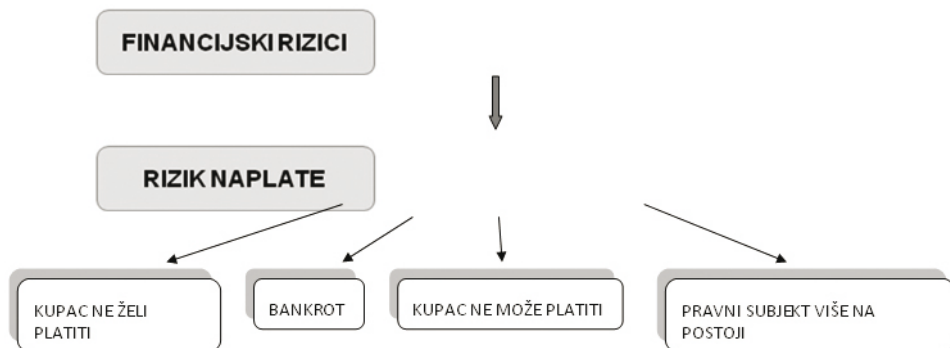 FINANCIJSKI RIZICI
RIZIK NAPLATE
KUPAC NE ŽELI
PLATITI
BANKROT
KUPAC NE MOŽE PLATITI
PRAVNI SUBJEKT VIŠE NA
POSTOJI